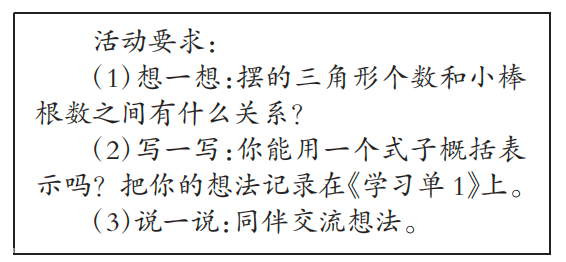 活动要求：
（1）想一想：摆的三角形个数和小棒
根数之间有什么关系？
（2）写一写：你能用一个式子概括表
示吗？把你的想法记录在《学习单1》上。
（3）说一说：同伴交流想法。